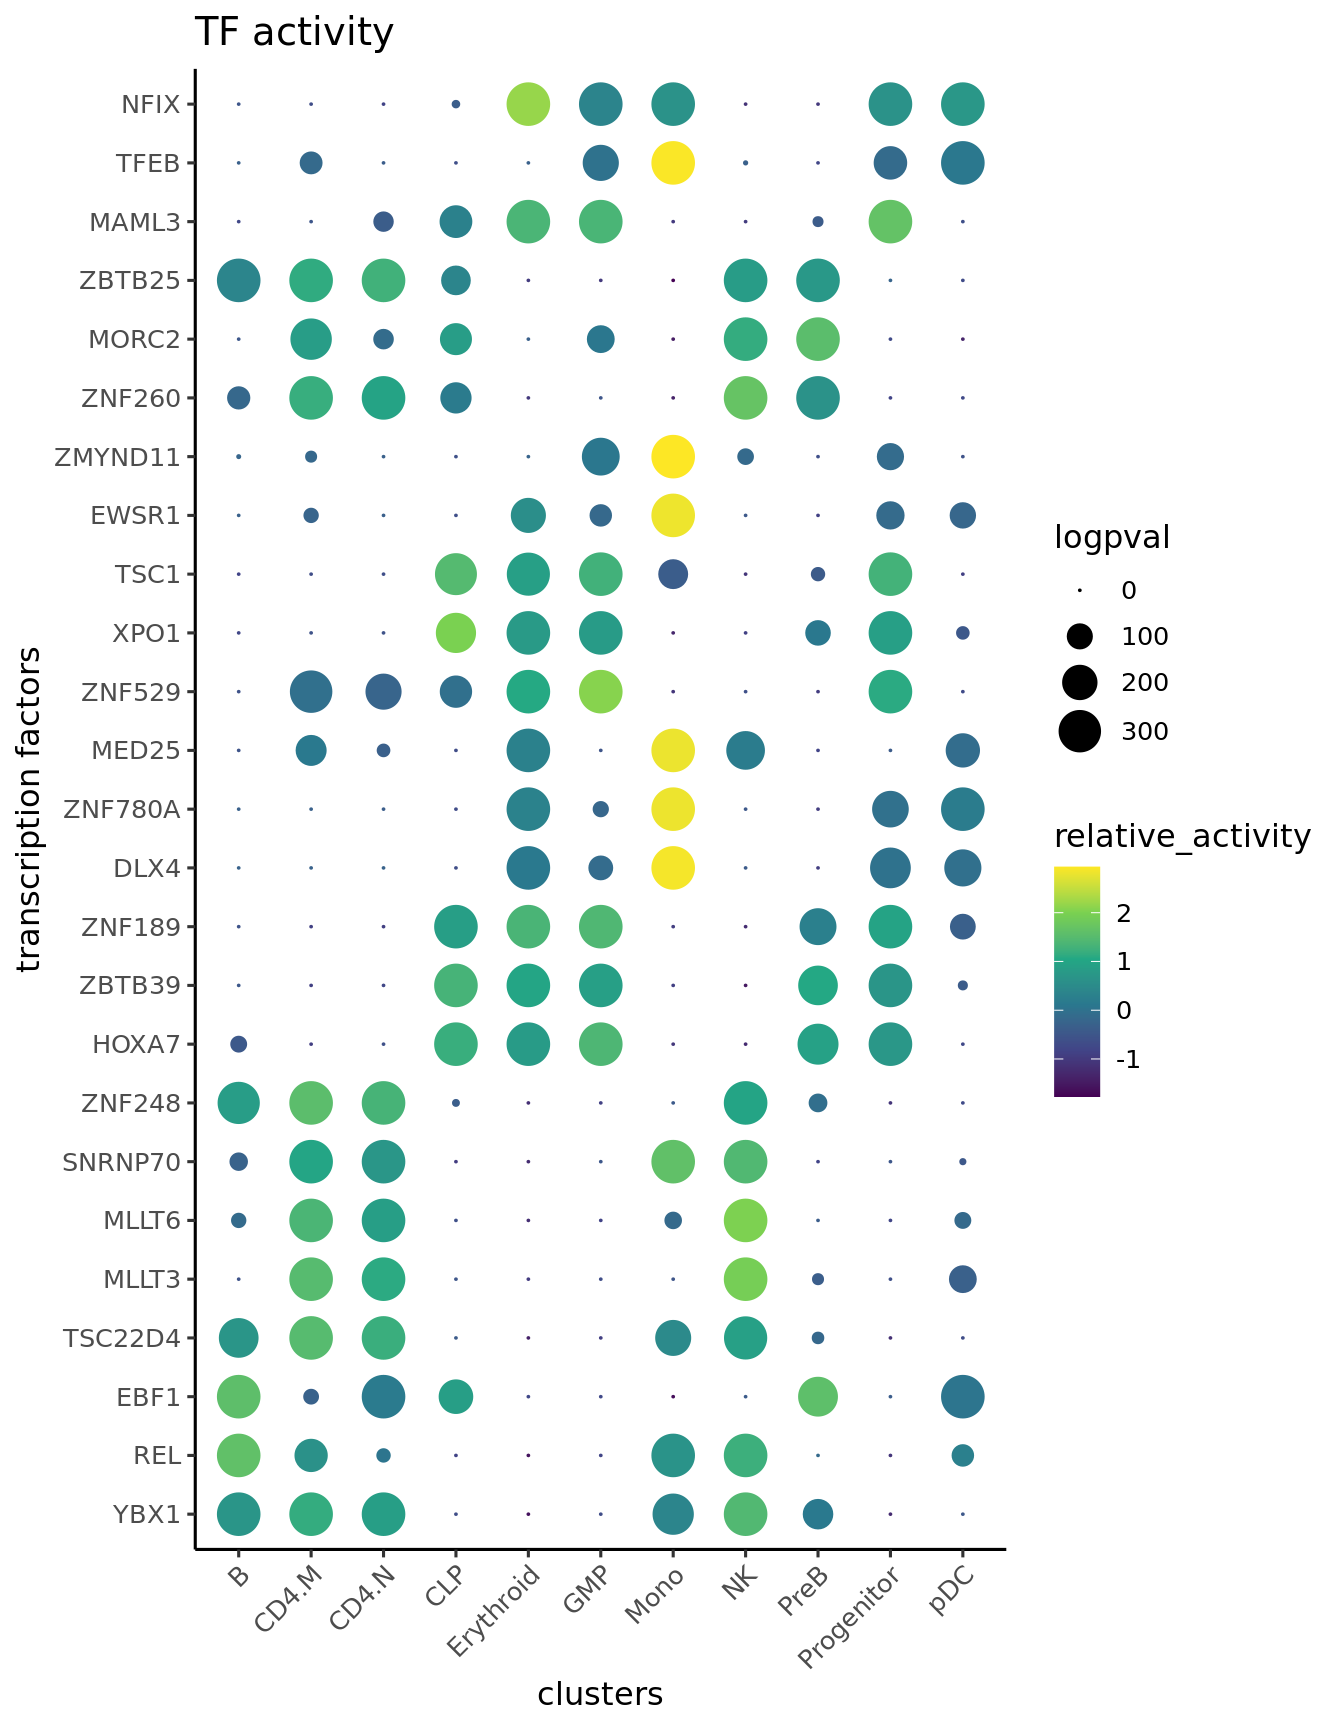 TF activity
NFIX
TFEB
MAML3
ZBTB25
MORC2
ZNF260
ZMYND11
EWSR1
TSC1
XPO1
ZNF529
MED25
ZNF780A
DLX4
ZNF189
ZBTB39
HOXA7
ZNF248
SNRNP70
MLLT6
MLLT3
TSC22D4
EBF1
REL
YBX1
transcription factors
B
CD4.M
CD4.N
CLP
Erythroid
GMP
Mono
NK
PreB
Progenitor
pDC
clusters
logpval
0
100
200
300
relative_activity
2
1
0
-1